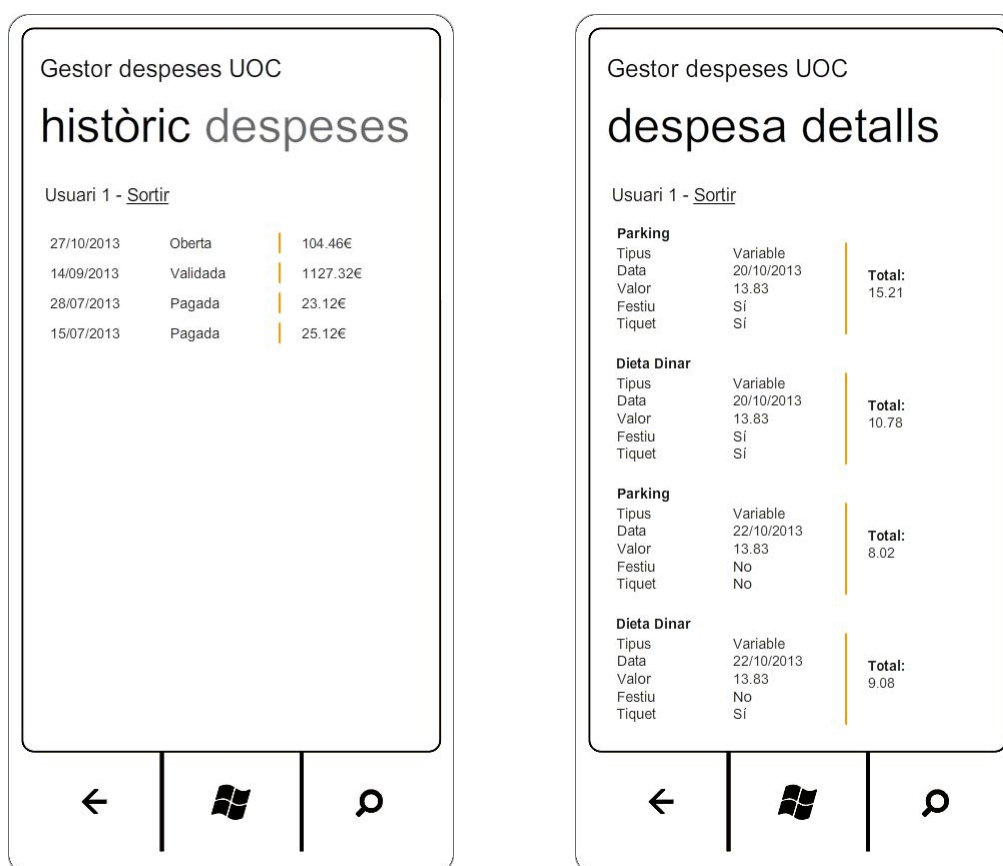 Gestor despeses UOC
històric despeses
Usuari 1 - Sortir
27/10/2013 Oberta 104.46€
14/09/2013 Validada 1127.32€
28/07/2013 Pagada 23.12€
15/07/2013 Pagada 25.12€
Gestor despeses UOC
despesa detalls
Usuari 1 - Sortir
Parking
Tipus Variable
Data 20/10/2013
Valor 13.83
Festiu Sí
Tiquet Sí
Total:
15.21
Dieta Dinar
Tipus Variable
Data 20/10/2013
Valor 13.83
Festiu Sí
Tiquet Sí
Total:
10.78
Parking
Tipus Variable
Data 22/10/2013
Valor 13.83
Festiu No
Tiquet No
Total:
8.02
Dieta Dinar
Tipus Variable
Data 22/10/2013
Valor 13.83
Festiu No
Tiquet Sí
Total:
9.08